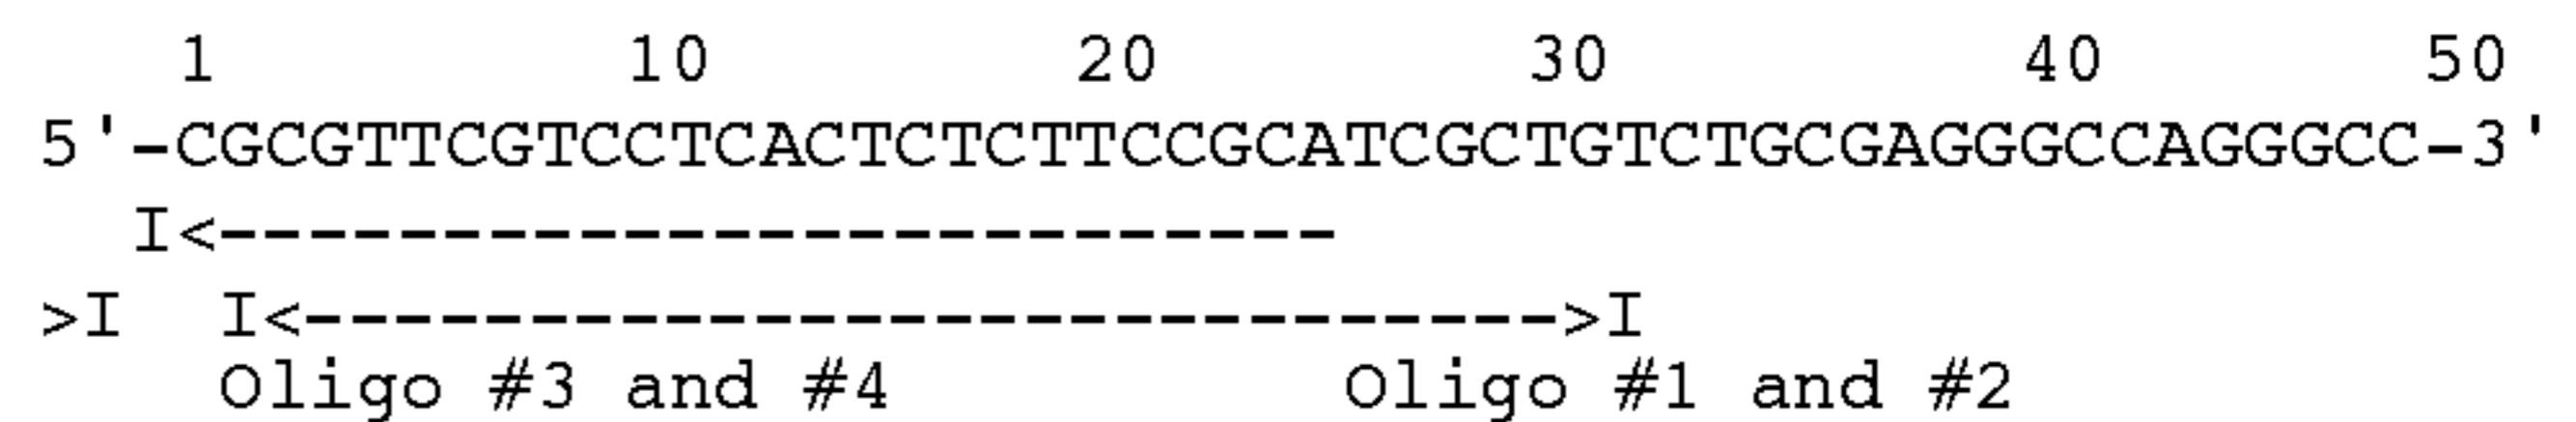 1 10 20 30 40 50
5'-CGCGTTCGTCCTCACTCTCTTCCGCATCGCTGTCTGCGAGGGCCAGGGCC-3'
I<-------------------------
>I I<---------------------------->I
Oligo #3 and #4 Oligo #1 and #2